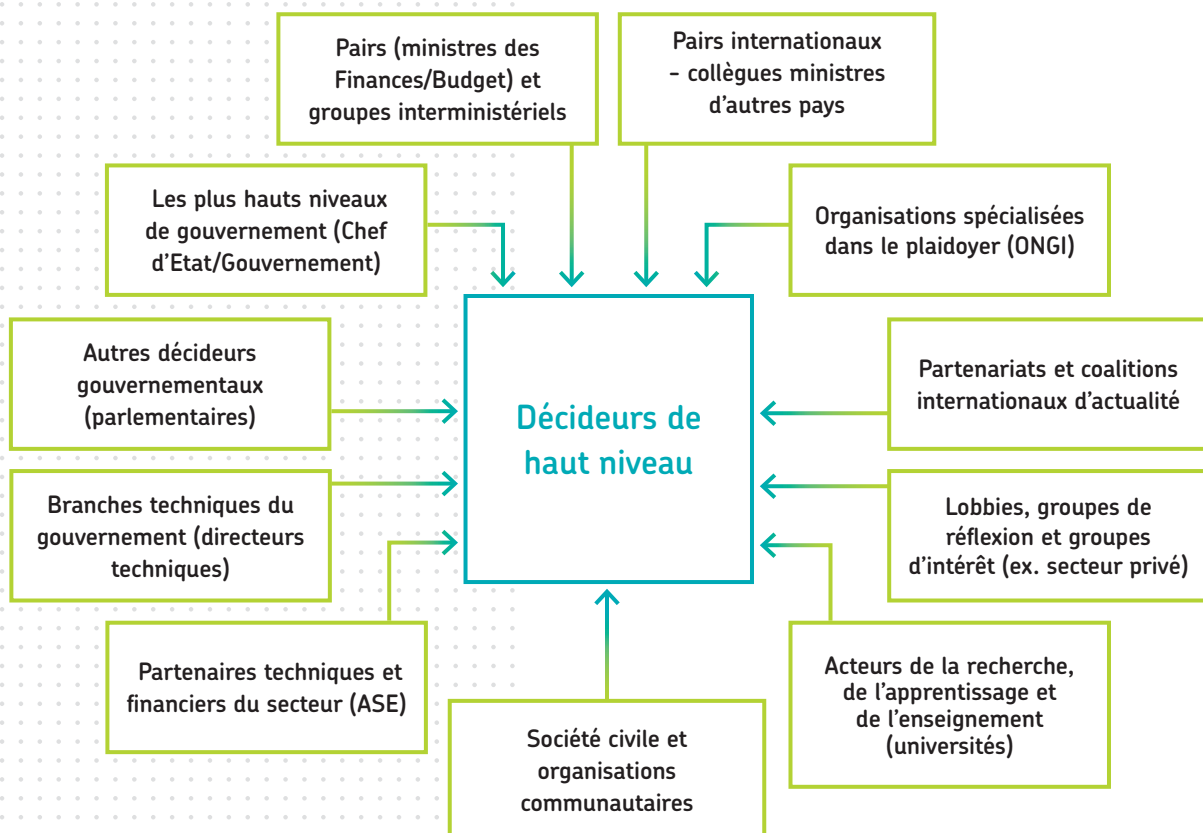 Pairs (ministres des
Finances/Budget) et
groupes interministériels
Pairs internationaux
- collègues ministres
d'autres pays
Les plus hauts niveaux
de gouvernement (Chef
d'Etat/Gouvernement)
Organisations spécialisées
dans le plaidoyer (ONGI)
Autres décideurs
gouvernementaux
(parlementaires)
Décideurs de
haut niveau
Partenariats et coalitions
internationaux d'actualité
Branches techniques du
gouvernement (directeurs
techniques)
Lobbies, groupes de
réflexion et groupes
d'intérêt (ex. secteur privé)
Partenaires techniques et
financiers du secteur (ASE)
Société civile et
organisations
communautaires
Acteurs de la recherche,
de l'apprentissage et
de l'enseignement
(universités)